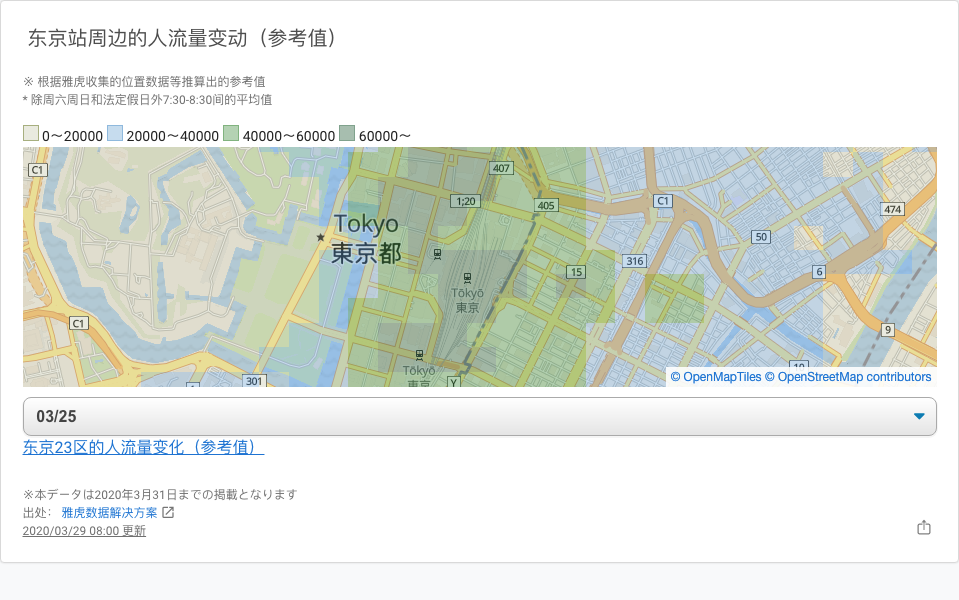 东京站周边的人流量变动（参考值）
※ 根据雅虎收集的位置数据等推算出的参考值
* 除周六周日和法定假日外7:30-8:30间的平均值
0～20000 20000～40000 40000～60000 60000～
C1
407
1;20
405
C1
474
Tokyo
東京都
50
316
15
6
Tōkyō
東京
C1
9
Tōkyō
東京
301
Y
10
© OpenMapTiles © OpenStreetMap contributors
03/25
东京23区的人流量变化（参考值）
※本データは2020年3月31日までの掲載となります
出处： 雅虎数据解决方案
2020/03/29 08:00 更新